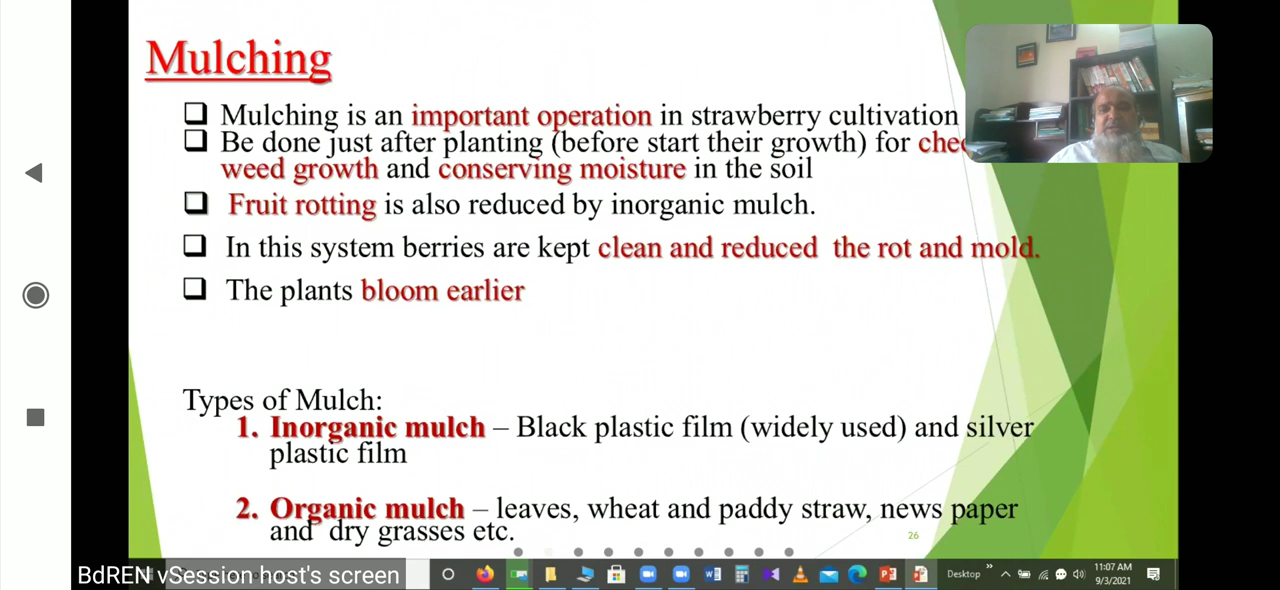 Mulching
Mulching is an important operation in strawberry cultivation
Be done just after planting (before start their growth) for
weed growth and conserving moisture in the soil
Fruit rotting is also reduced by inorganic mulch.
In this system berries are kept clean and reduced the rot and mold.
The plants bloom earlier
Types of Mulch:
1. Inorganic mulch – Black plastic film (widely used) and silver
plastic film
2. Organic mulch – leaves, wheat and paddy straw, news paper
and dry grasses etc.
26
BdREN vSession host's screen
Desktop
11:07 AM
9/3/2021